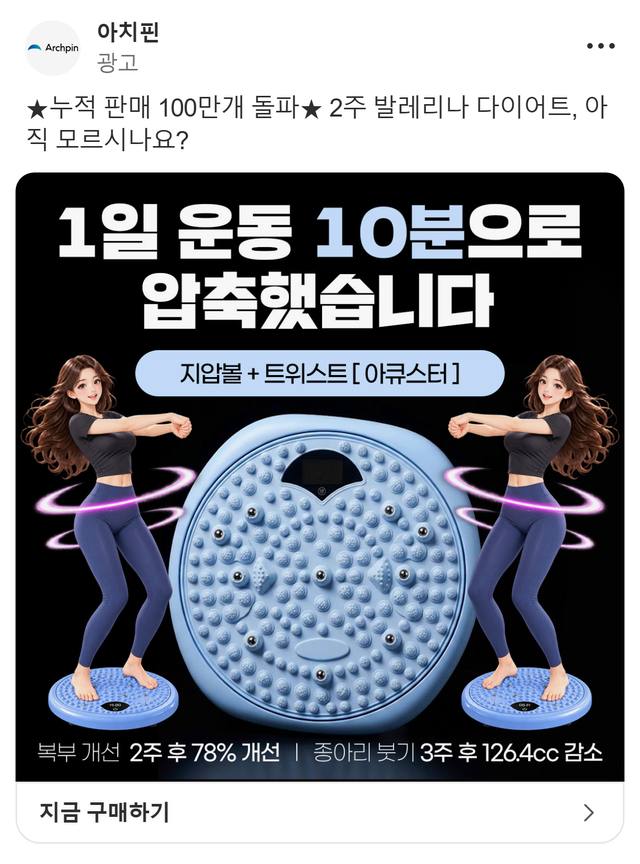 Archpin
아치핀
광고
★누적 판매 100만개 돌파★ 2주 발레리나 다이어트, 아
직 모르시나요?
1일 운동 10분으로
압축했습니다
지압볼 + 트위스트 [ 아큐스터 ]
복부 개선 2주 후 78% 개선 | 종아리 붓기 3주 후 126.4cc 감소
지금 구매하기